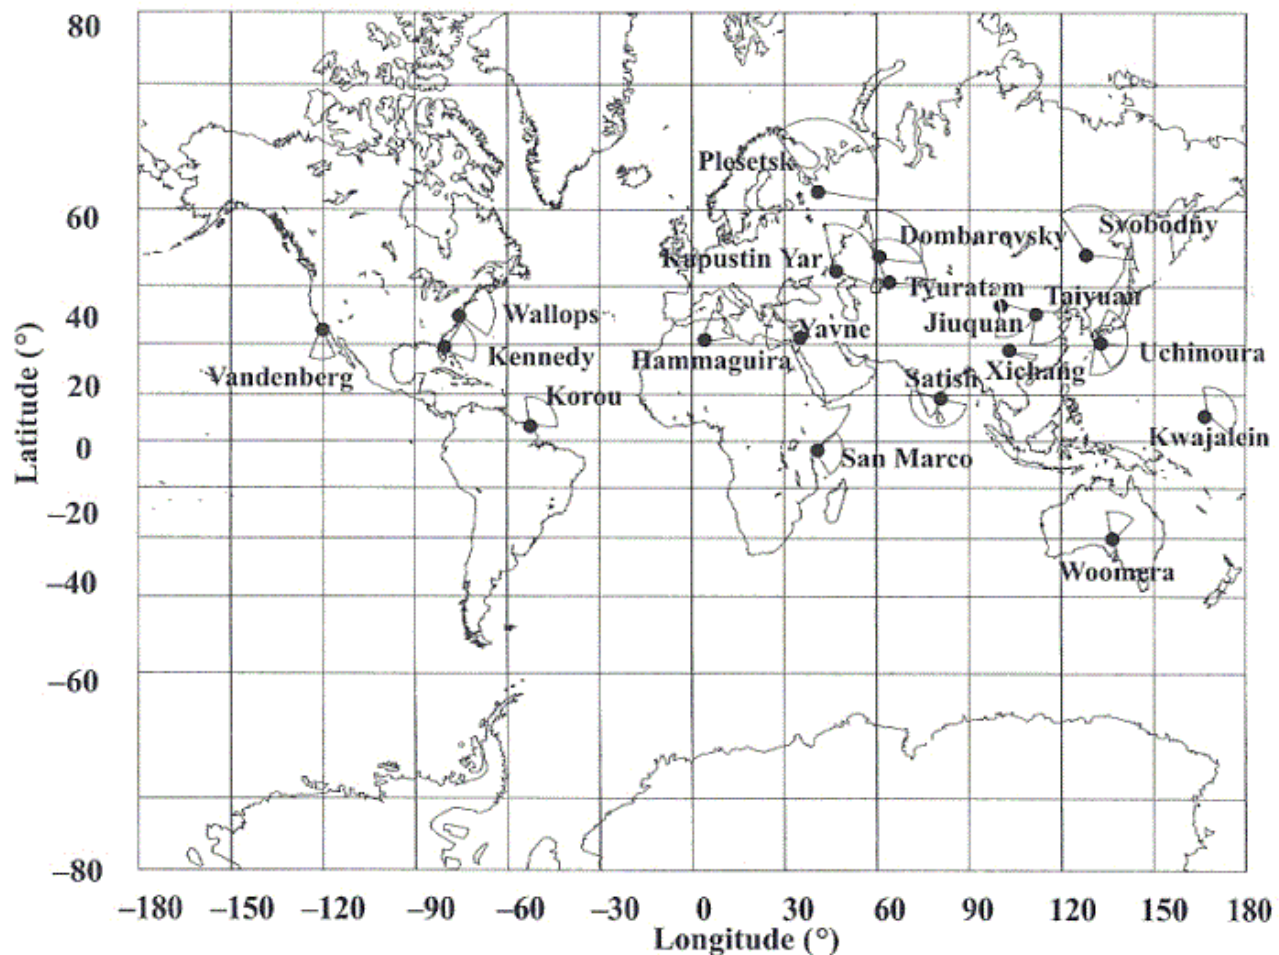 80
Plesetsk
60
Svobodny
Dombarovsky
Kapustin Yar
Tyuratam
Taiyuan
40
Wallops
Jiuquan
Yavne
Kennedy
Hammaguira
Uchinoura
Vandenberg
Xichang
Satish
20
Korou
Kwajalein
0
San Marco
–20
Woomera
–40
–60
–80
Latitude (°)
–180 –150 –120 –90 –60 –30 0 30 60 90 120 150 180
Longitude (°)